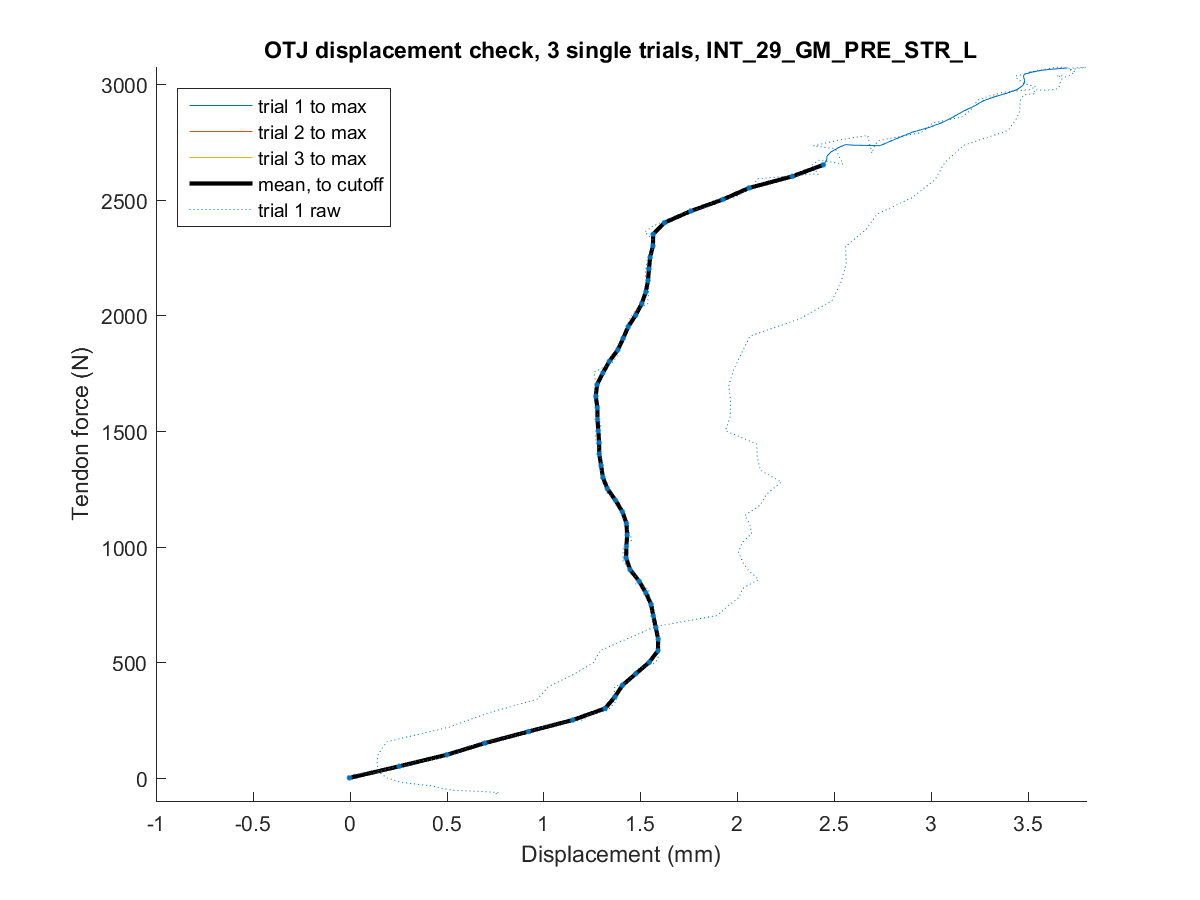 OTJ displacement check, 3 single trials, INT_29_GM_PRE_STR_L
3000
2500
2000
1500
1000
500
0
Tendon force (N)
trial 1 to max
trial 2 to max
trial 3 to max
mean, to cutoff
trial 1 raw
-1
-0.5
0
0.5
1
1.5
2
2.5
3
3.5
Displacement (mm)